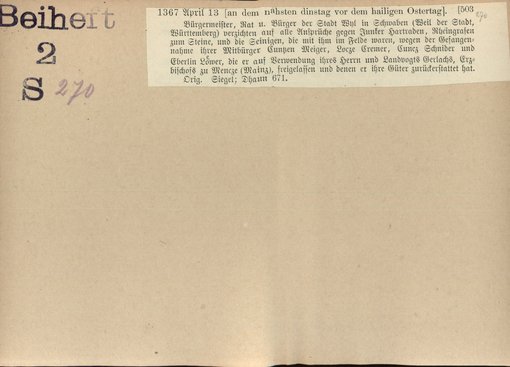 Beiheft
2
S 270
1367 April 13 [an dem nähsten dinstag vor dem hailigen Ostertag]. [503
270
Bürgermeister, Rat u. Bürger der Stadt Wyl in Schwaben (Weil der Stadt,
Württemberg) verzichten auf alle Ansprüche gegen Junker Hartraden, Rheingrafen
zum Steine, und die Seinigen, die mit ihm im Felde waren, wegen der Gefangen-
nahme ihrer Mitbürger Cuntzen Meiger, Locze Cremer, Cuncz Schnider und
Eberlin Löwer, die er auf Verwendung ihres Herrn und Landvogts Gerlachs, Erz-
bischofs zu Mencze (Mainz), freigelassen und denen er ihre Güter zurückerstattet hat.
Orig. Siegel; Dhaun 671.